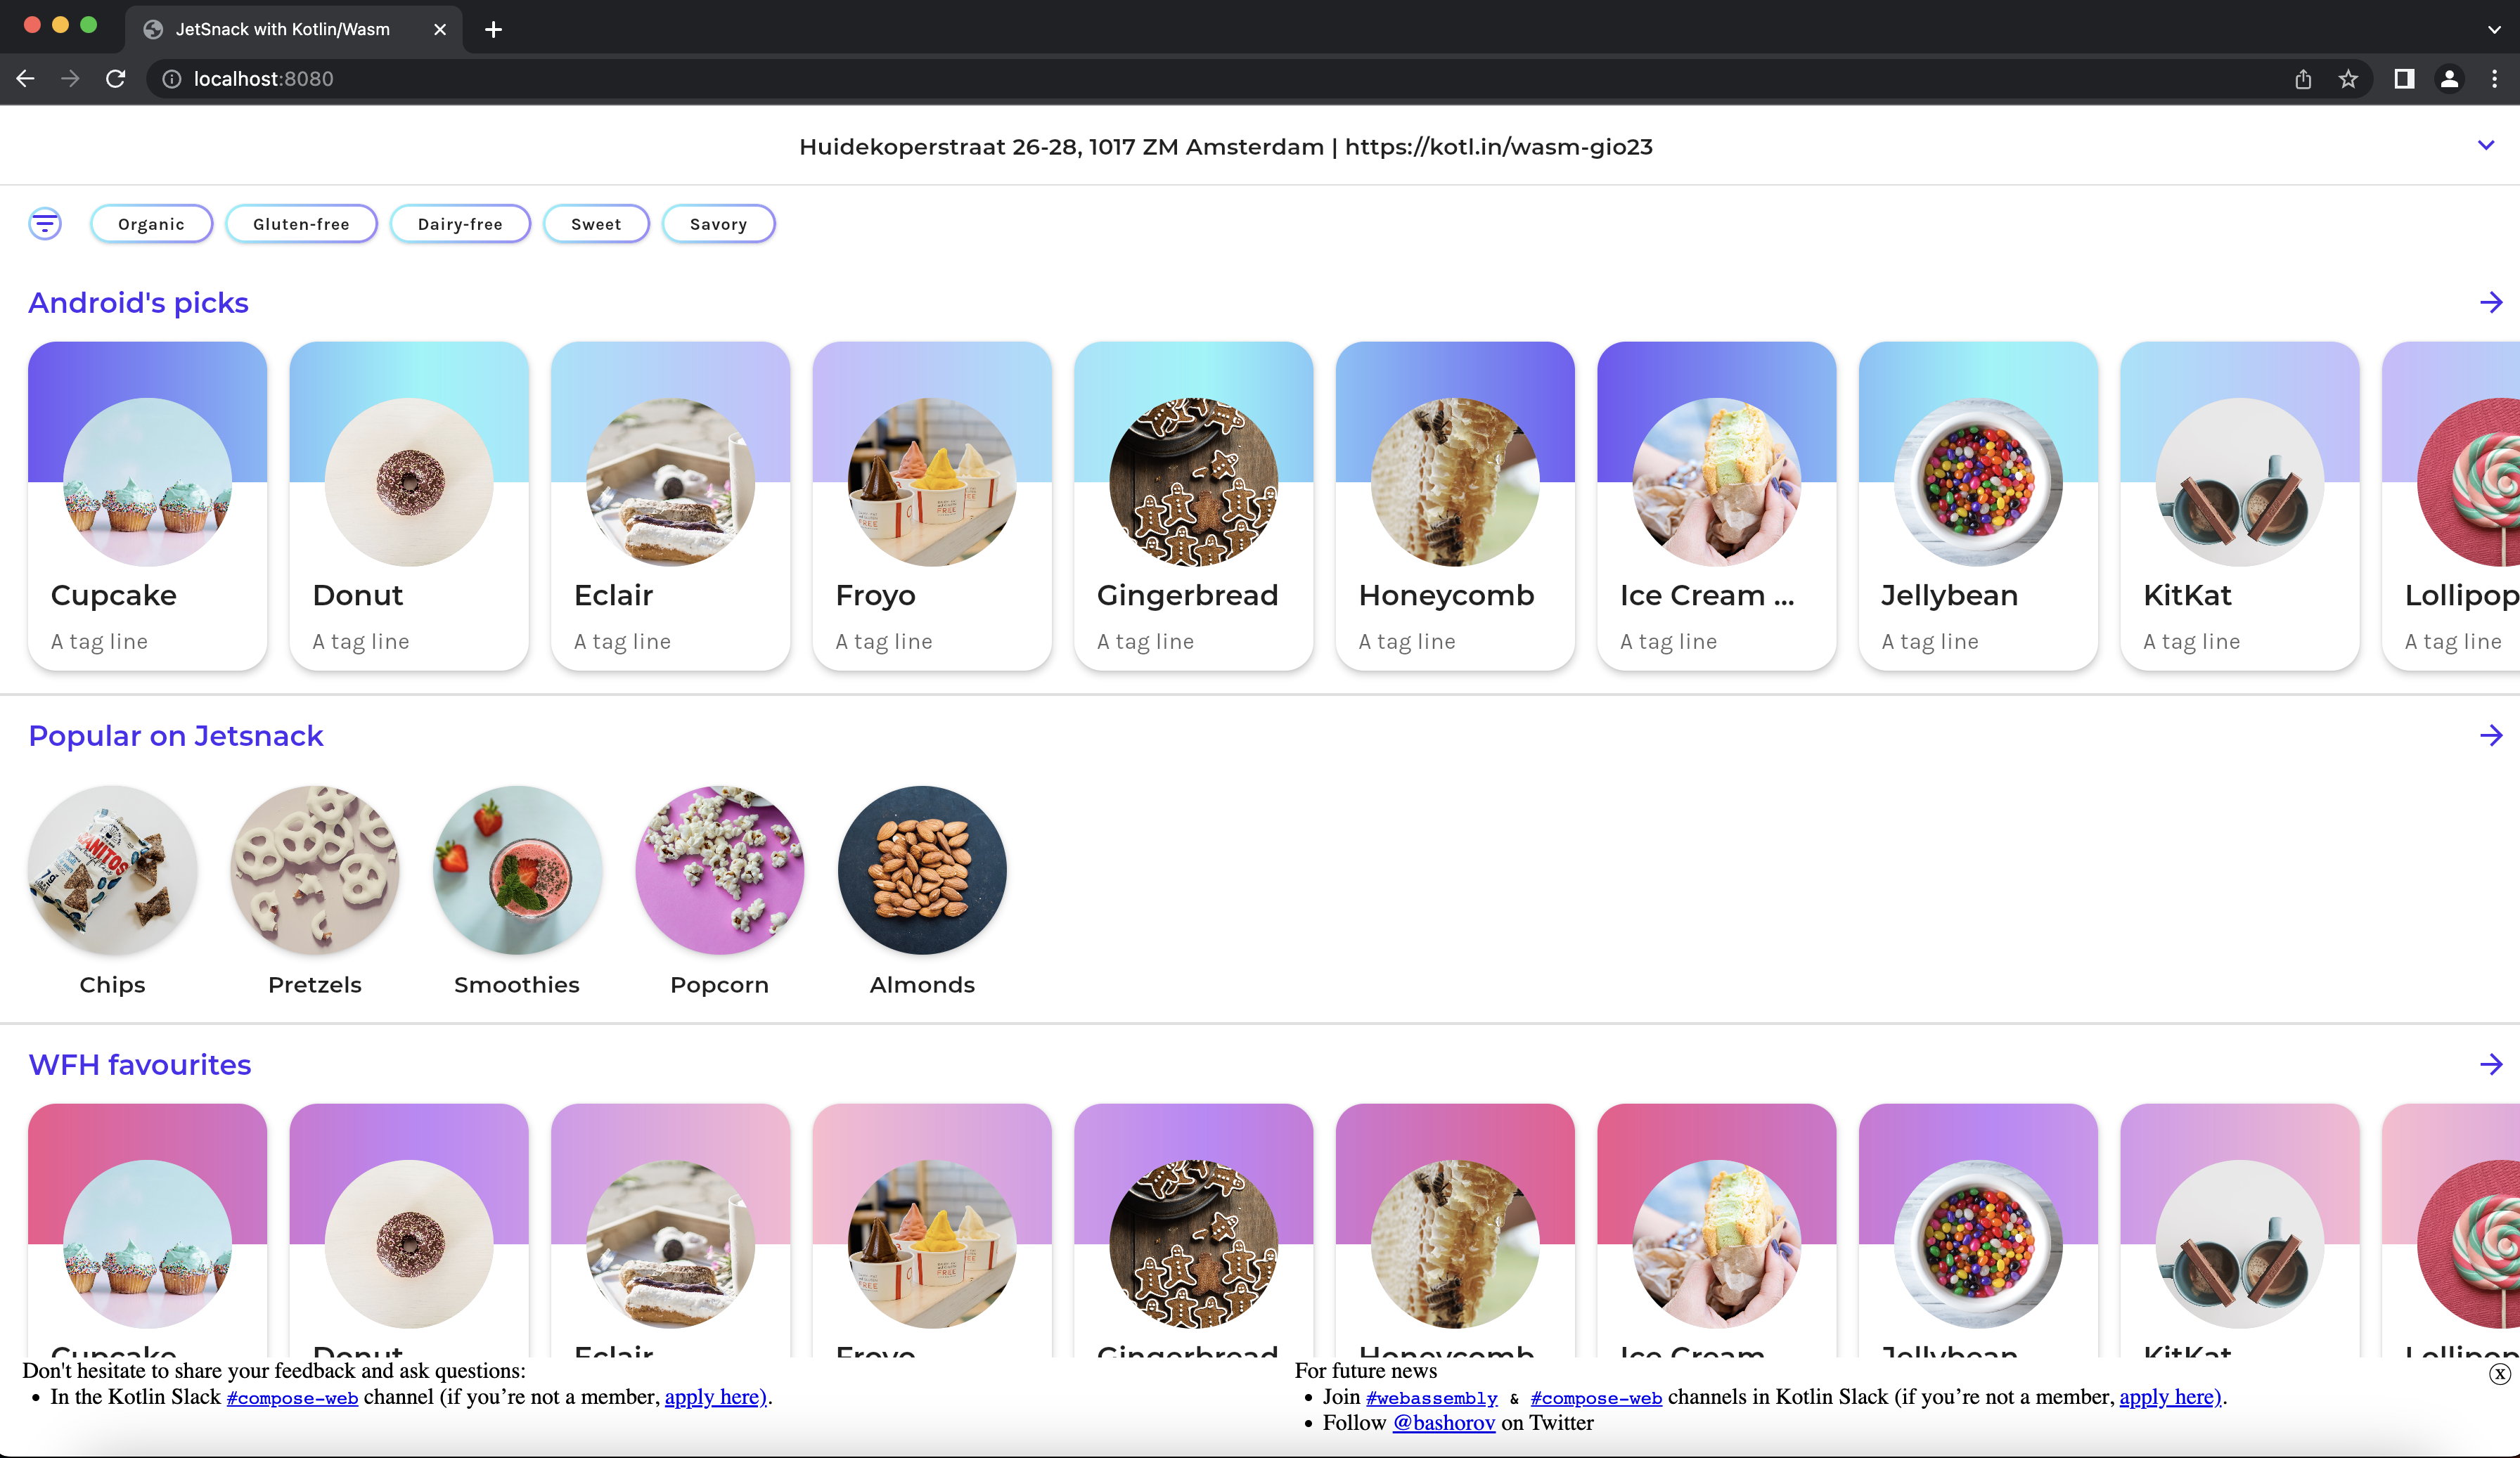 JetSnack with Kotlin/Wasm
localhost:8080
Huidekoperstraat 26-28, 1017 ZM Amsterdam | https://kotl.in/wasm-gio23
Organic Gluten-free Dairy-free Sweet Savory
Android's picks
Cupcake Donut Eclair Froyo Gingerbread Honeycomb Ice Cream ... Jellybean KitKat Lollipop
A tag line A tag line A tag line A tag line A tag line A tag line A tag line A tag line A tag line A tag line
Popular on Jetsnack
Chips Pretzels Smoothies Popcorn Almonds
WFH favourites
Cupcake Donut Eclair Froyo Gingerbread Honeycomb Ice Cream Jellybean KitKat Lollipop
Don't hesitate to share your feedback and ask questions:
• In the Kotlin Slack #compose-web channel (if you’re not a member, apply here).
For future news
• Join #webassembly & #compose-web channels in Kotlin Slack (if you’re not a member, apply here).
• Follow @bashorov on Twitter